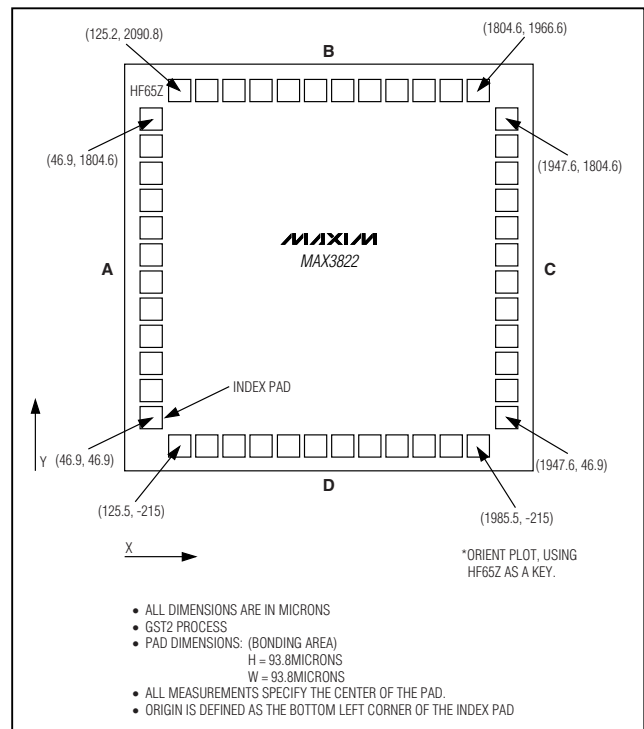 (125.2, 2090.8)
B
(1804.6, 1966.6)
HF65Z
(46.9, 1804.6)
(1947.6, 1804.6)
MAXIM
MAX3822
A
C
INDEX PAD
Y
(46.9, 46.9)
(1947.6, 46.9)
D
(125.5, -215)
(1985.5, -215)
X
*ORIENT PLOT, USING
HF65Z AS A KEY.
• ALL DIMENSIONS ARE IN MICRONS
• GST2 PROCESS
• PAD DIMENSIONS: (BONDING AREA)
H = 93.8MICRONS
W = 93.8MICRONS
• ALL MEASUREMENTS SPECIFY THE CENTER OF THE PAD.
• ORIGIN IS DEFINED AS THE BOTTOM LEFT CORNER OF THE INDEX PAD